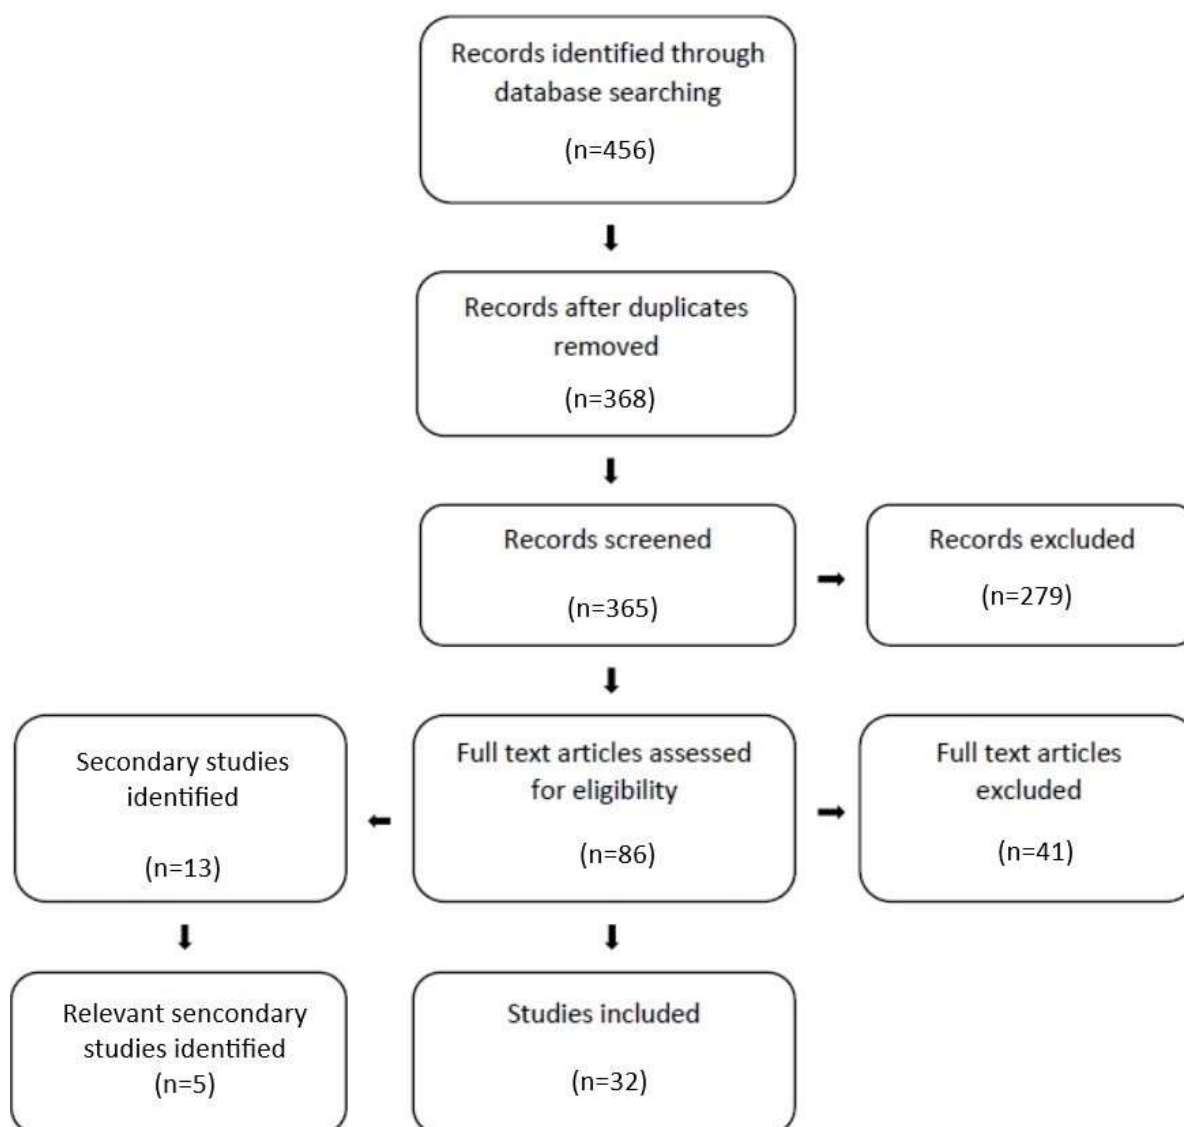 Records identified through
database searching
(n=456)
Records after duplicates
removed
(n=368)
Records screened
(n=365)
Records excluded
(n=279)
Secondary studies
identified
(n=13)
Full text articles assessed
for eligibility
(n=86)
Full text articles
excluded
(n=41)
Relevant sencondary
studies identified
(n=5)
Studies included
(n=32)